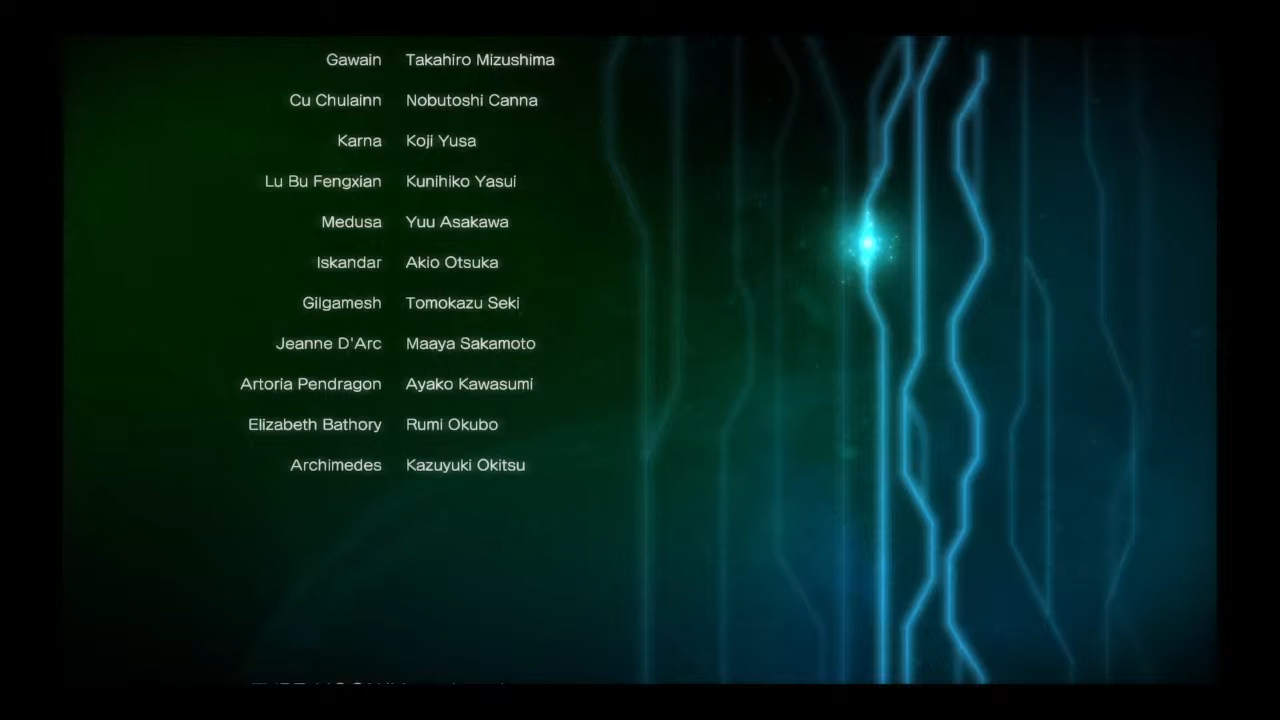 Gawain Takahiro Mizushima
Cu Chulainn Nobutoshi Canna
Karna Koji Yusa
Lu Bu Fengxian Kunihiko Yasui
Medusa Yuu Asakawa
Iskandar Akio Otsuka
Gilgamesh Tomokazu Seki
Jeanne D'Arc Maaya Sakamoto
Artoria Pendragon Ayako Kawasumi
Elizabeth Bathory Rumi Okubo
Archimedes Kazuyuki Okitsu